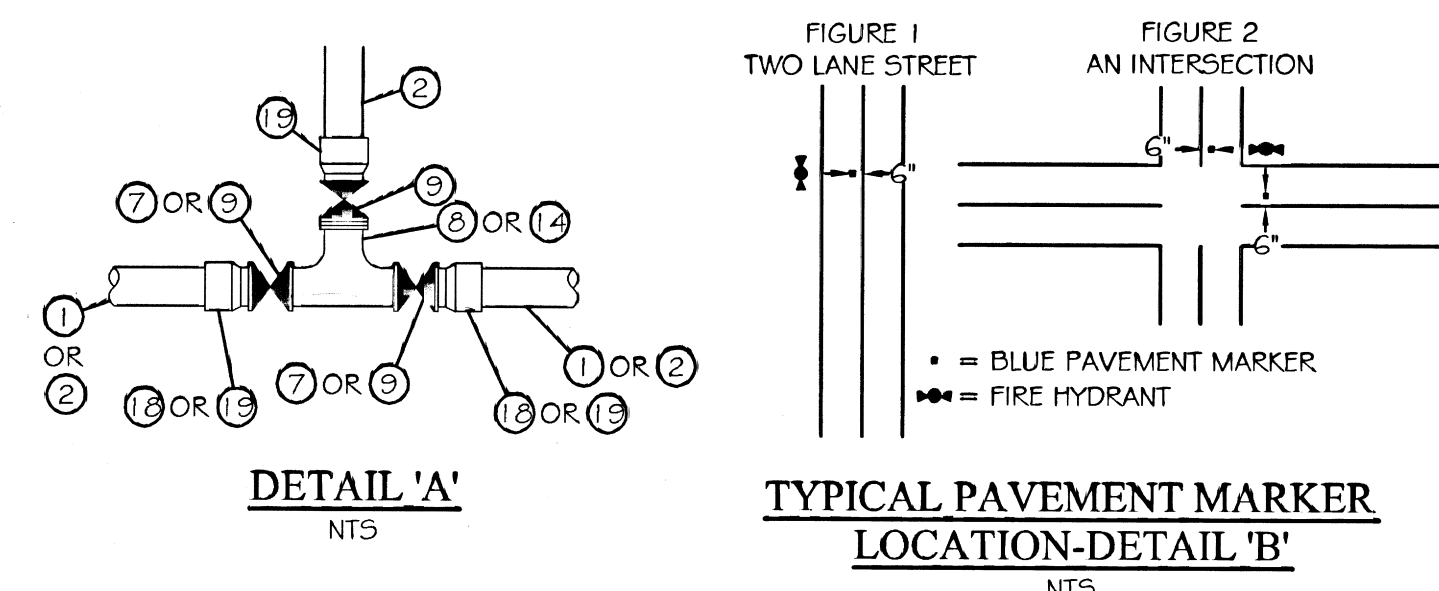 2
19
9
7 OR 9
8 OR 14
1
OR
2
1 OR 2
7 OR 9
18 OR 19
18 OR 19
DETAIL 'A'
NTS
FIGURE 1
TWO LANE STREET
6"
FIGURE 2
AN INTERSECTION
6"
6"
= BLUE PAVEMENT MARKER
= FIRE HYDRANT
TYPICAL PAVEMENT MARKER
LOCATION-DETAIL 'B'
NTS